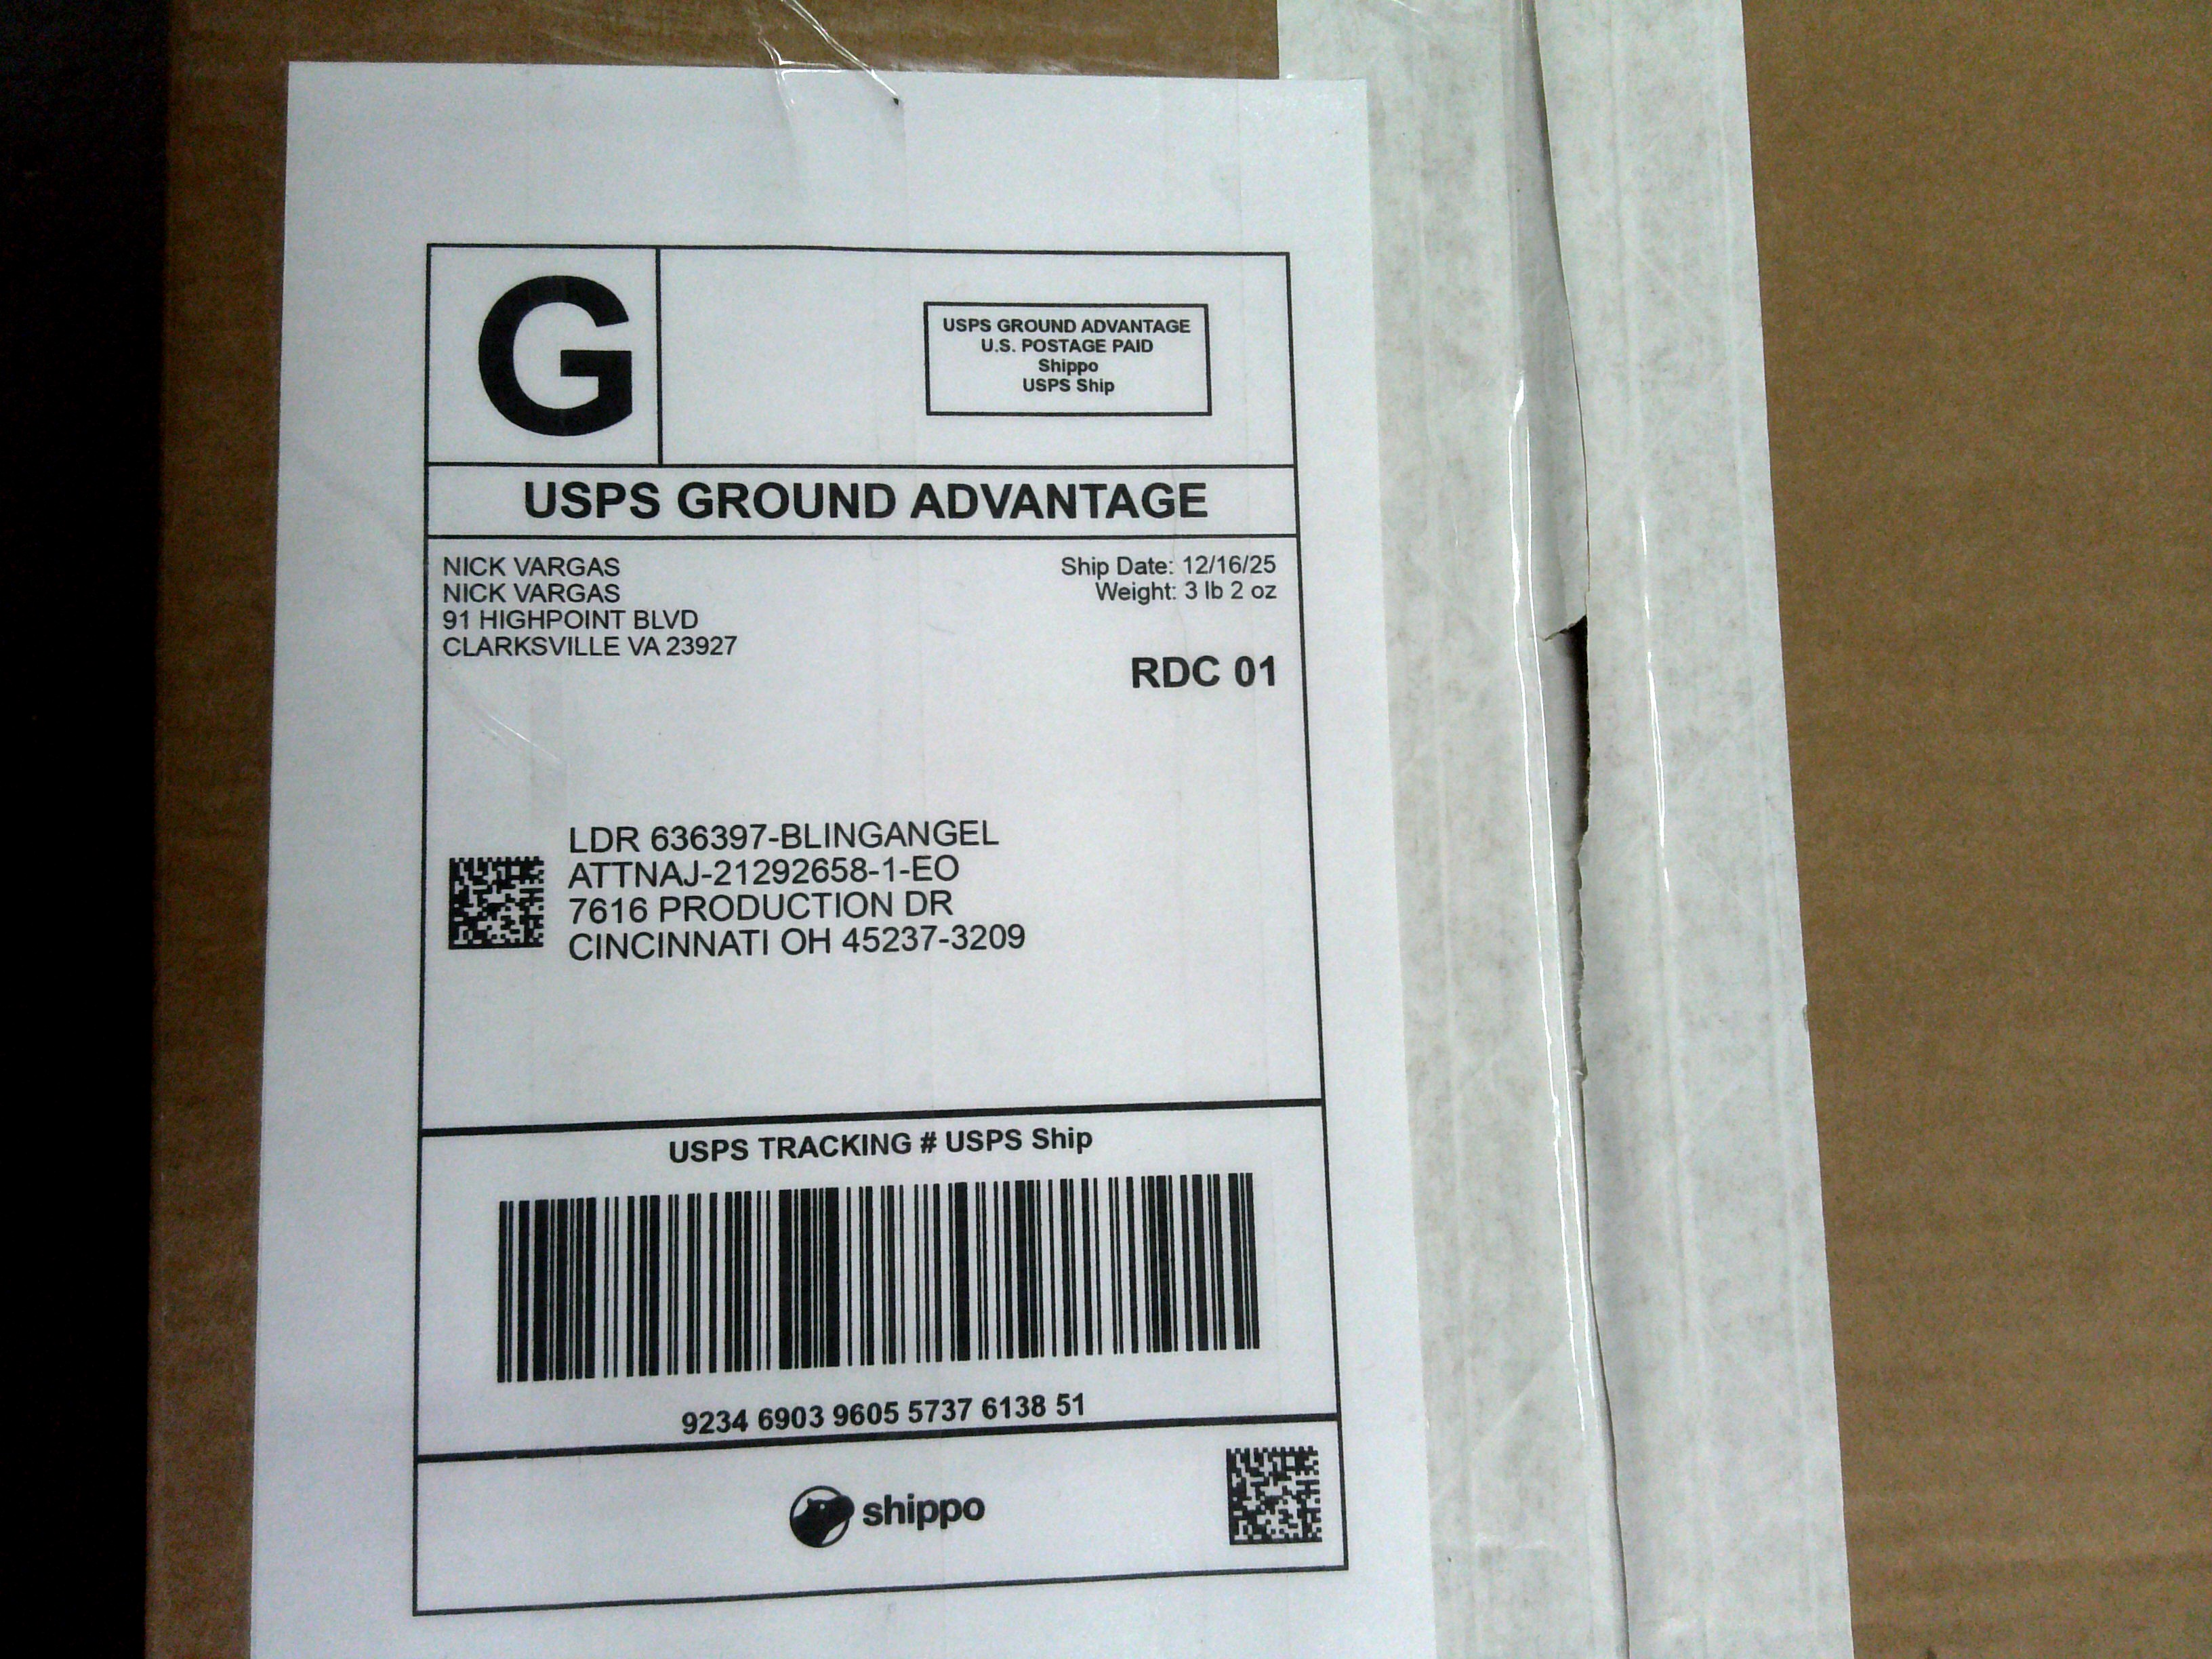 G
USPS GROUND ADVANTAGE
U.S. POSTAGE PAID
Shippo
USPS Ship
USPS GROUND ADVANTAGE
NICK VARGAS
NICK VARGAS
91 HIGHPOINT BLVD
CLARKSVILLE VA 23927
Ship Date: 12/16/25
Weight: 3 lb 2 oz
RDC 01
LDR 636397-BLINGANGEL
ATTNAJ-21292658-1-EO
7616 PRODUCTION DR
CINCINNATI OH 45237-3209
USPS TRACKING # USPS Ship
9234 6903 9605 5737 6138 51
shippo